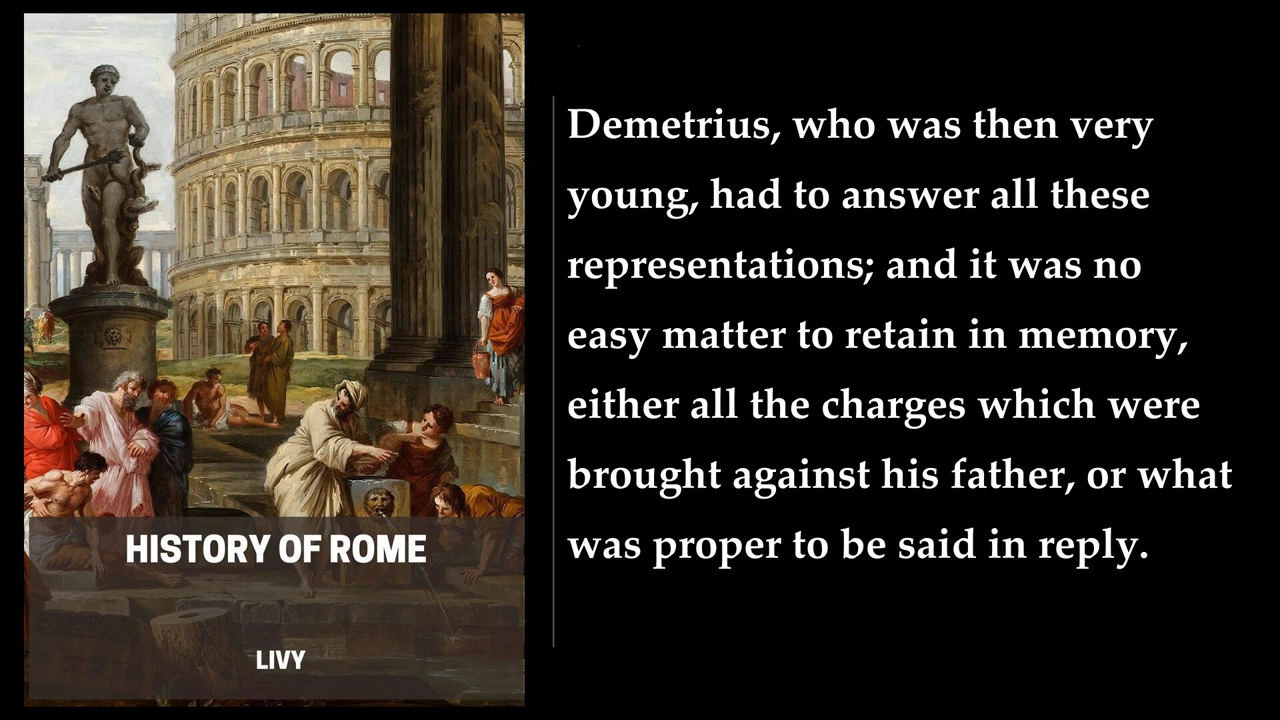 HISTORY OF ROME
LIVY
Demetrius, who was then very
young, had to answer all these
representations; and it was no
easy matter to retain in memory,
either all the charges which were
brought against his father, or what
was proper to be said in reply.